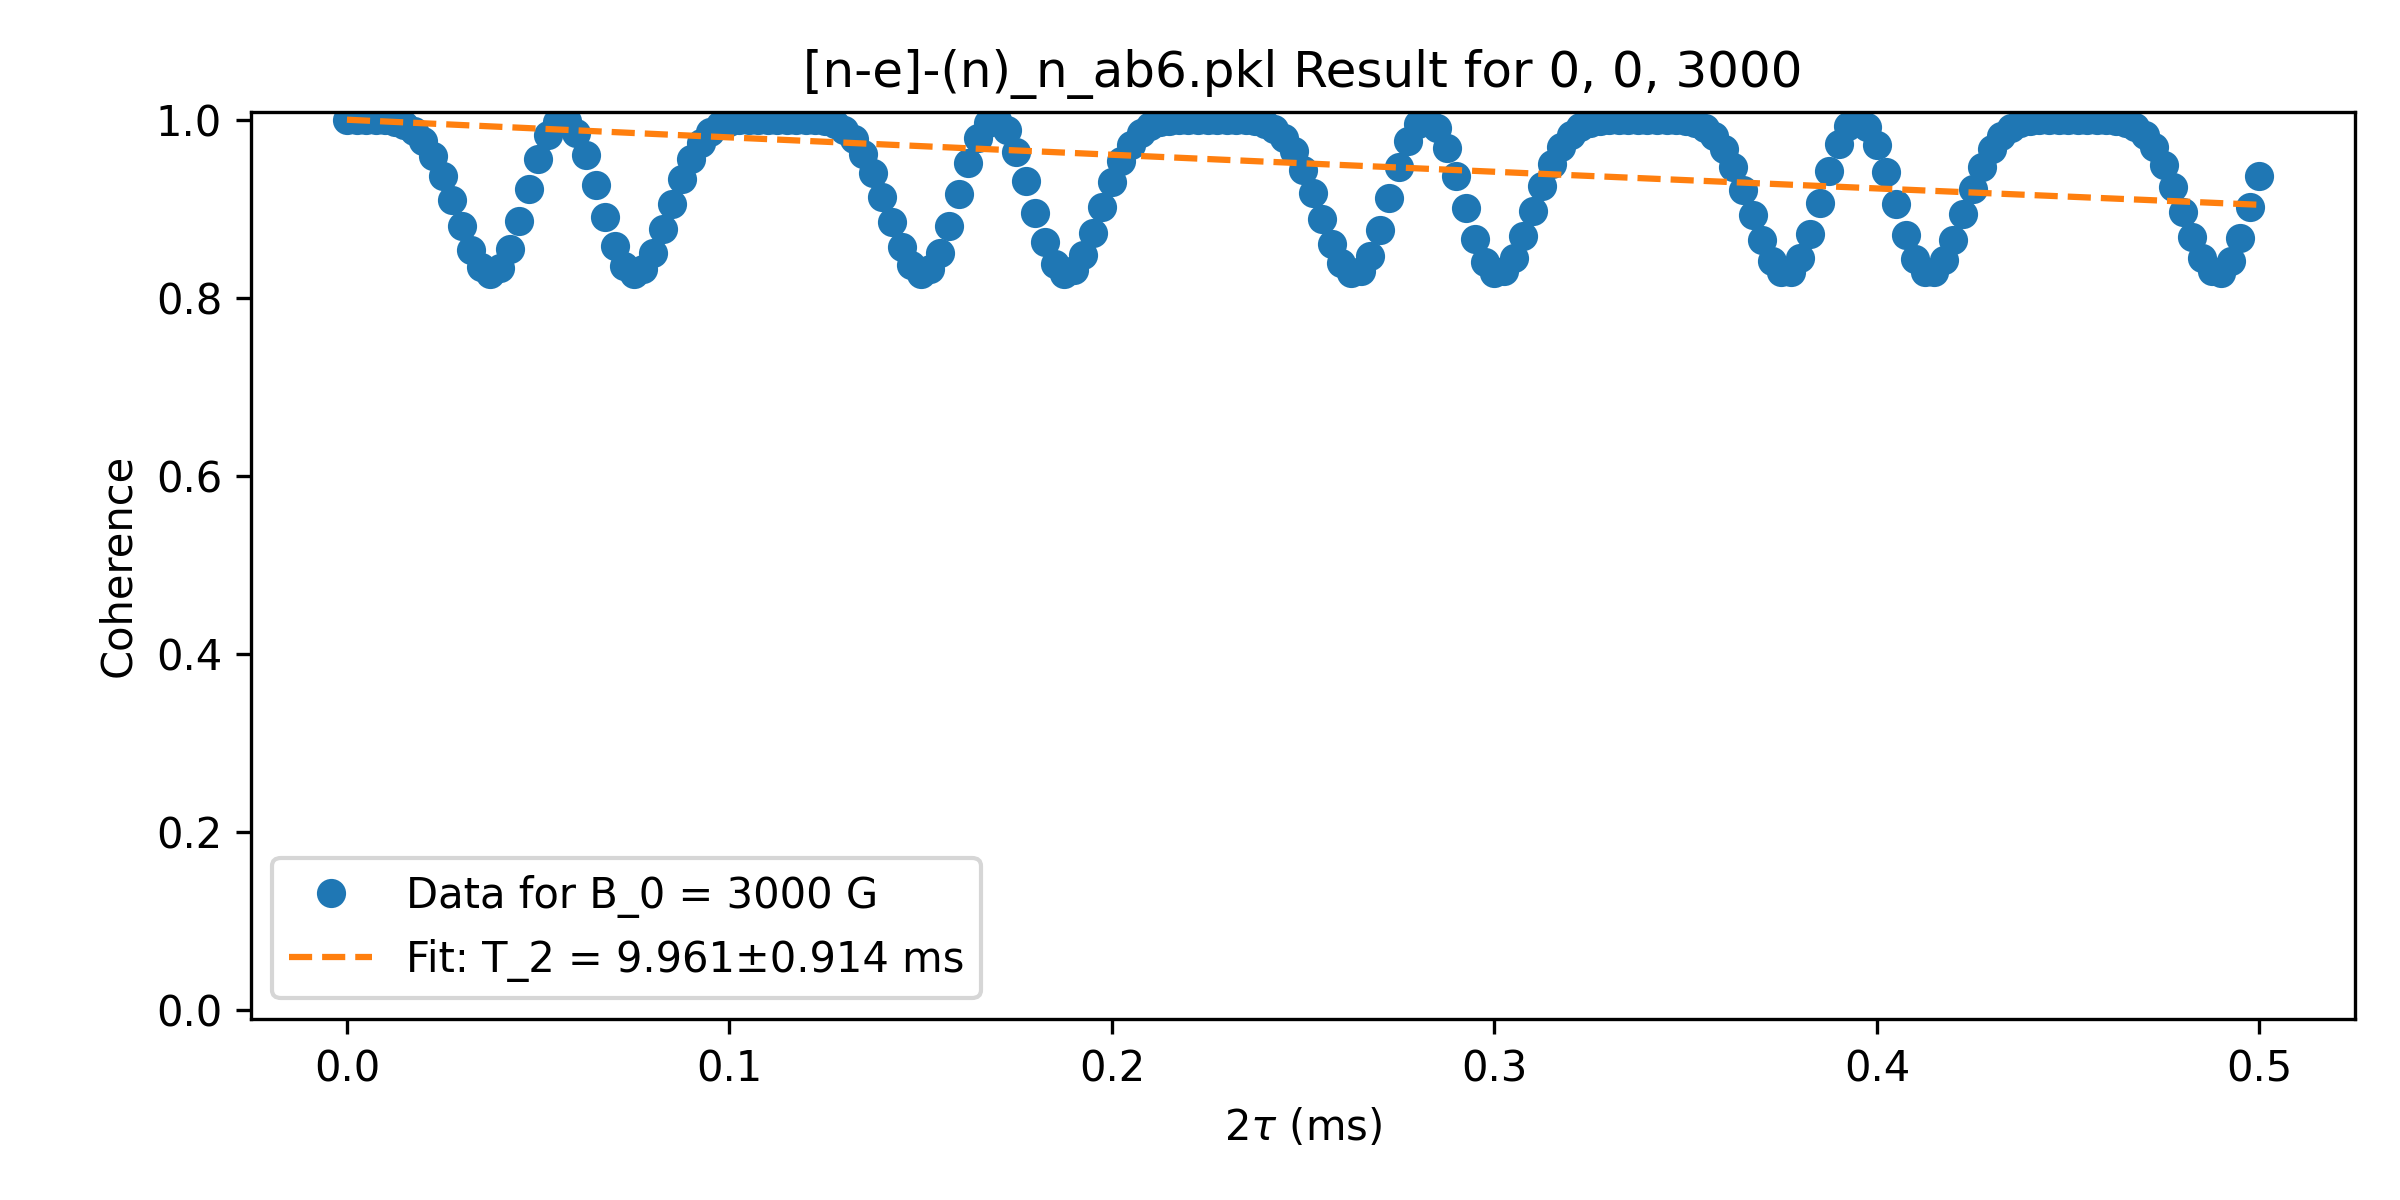 [n-e]-(n)_n_ab6.pkl Result for 0, 0, 3000
1.0
0.8
0.6
0.4
0.2
0.0
Coherence
Data for B_0 = 3000 G
Fit: T_2 = 9.961±0.914 ms
0.0 0.1 0.2 0.3 0.4 0.5
2τ (ms)